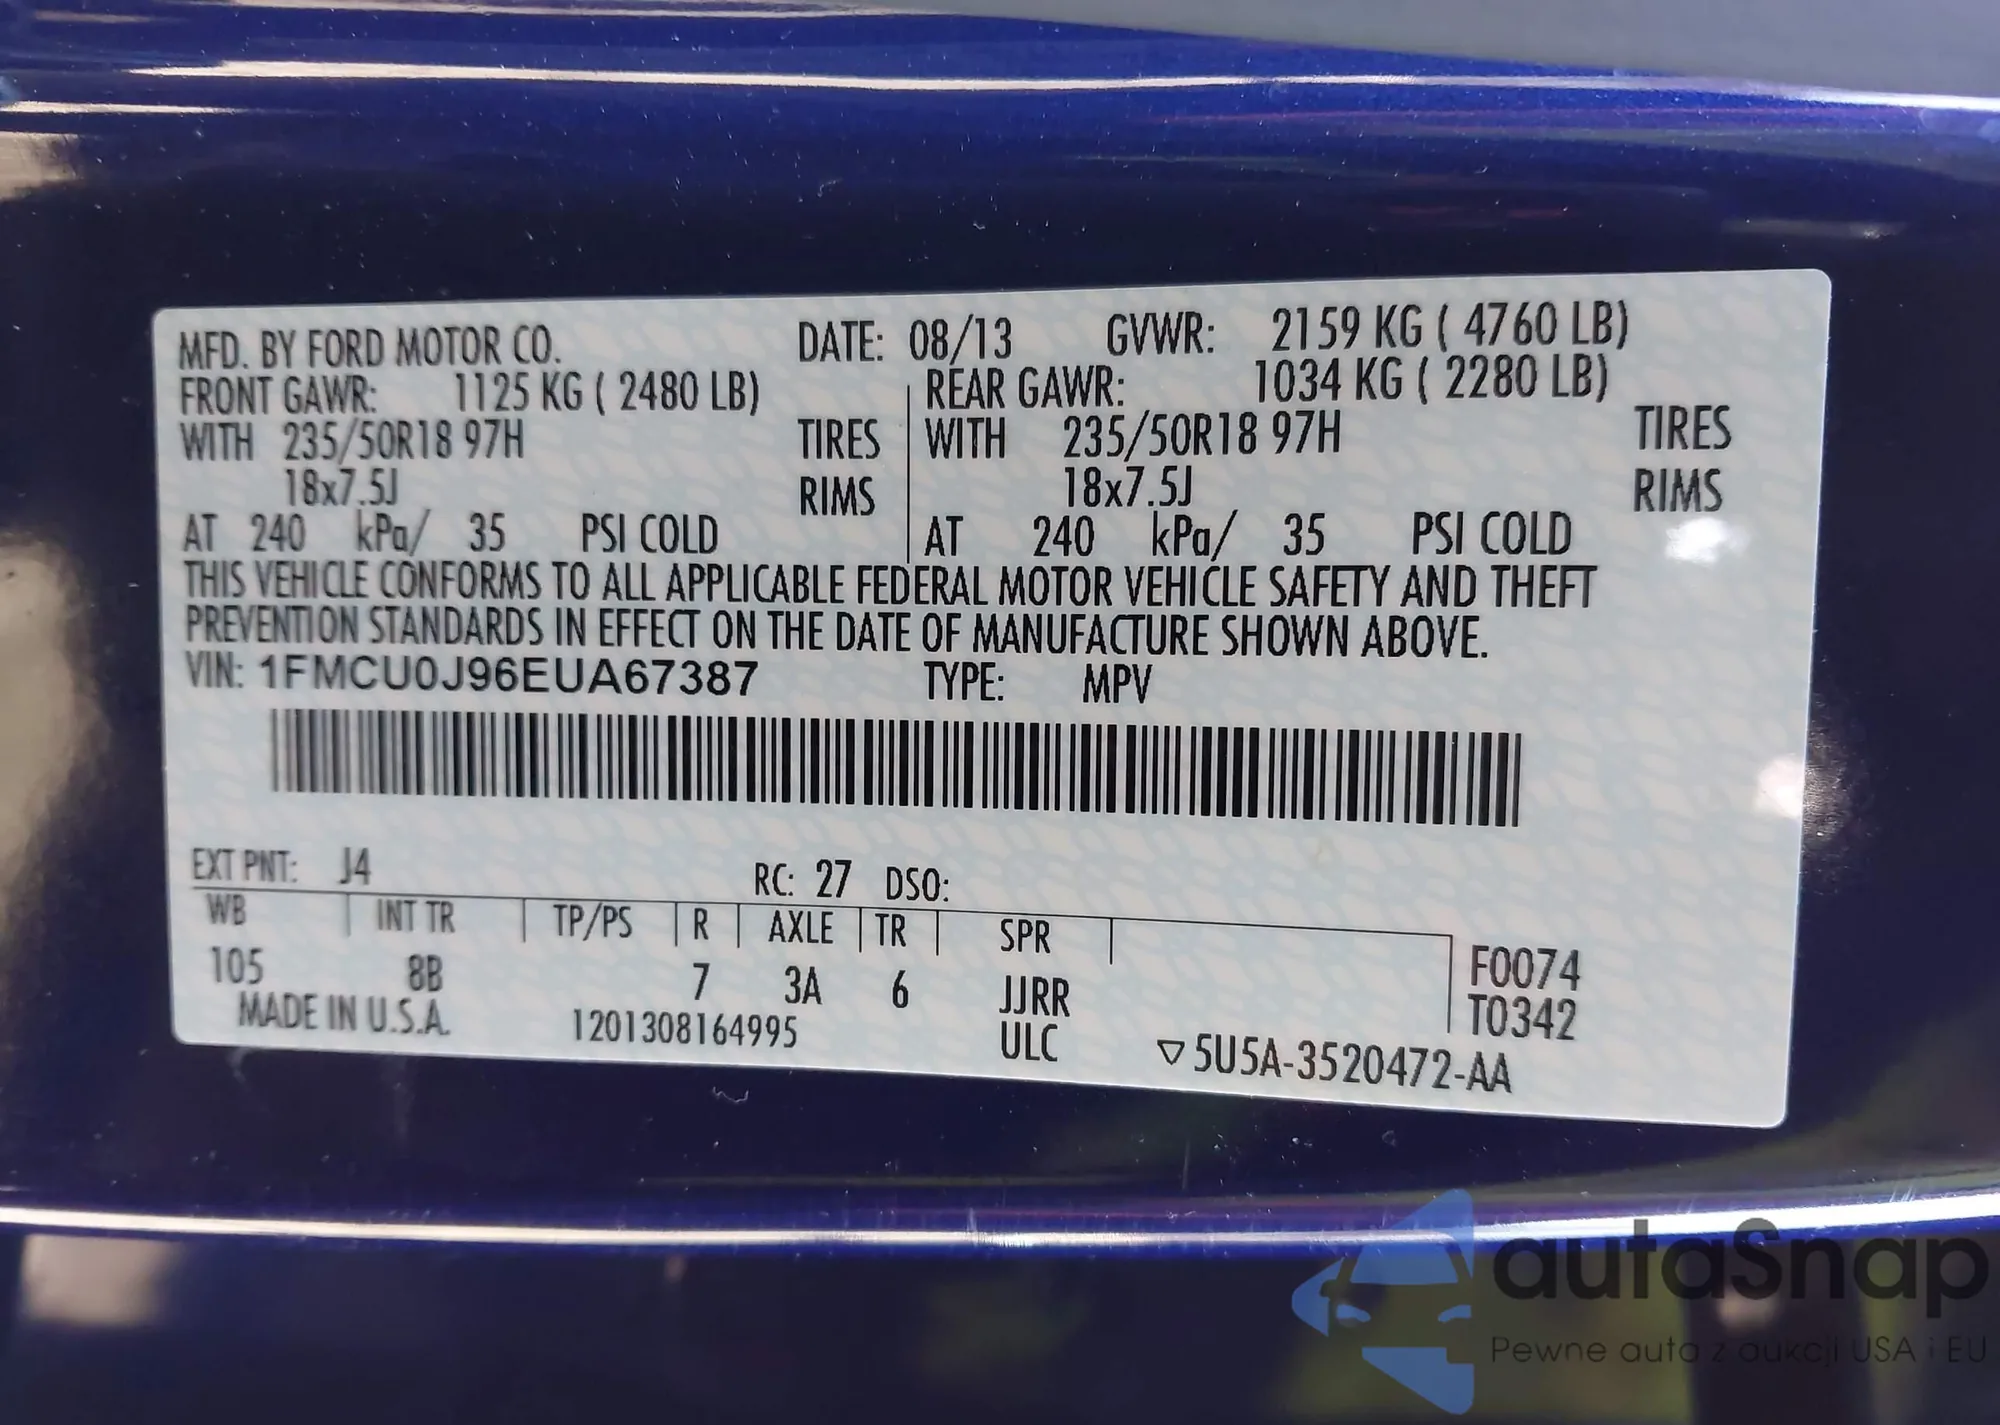 MFD. BY FORD MOTOR CO. DATE: 08/13 GVWR: 2159 KG ( 4760 LB)
FRONT GAWR: 1125 KG ( 2480 LB) REAR GAWR: 1034 KG ( 2280 LB)
WITH 235/50R18 97H TIRES WITH 235/50R18 97H TIRES
18x7.5J RIMS 18x7.5J RIMS
AT 240 kPa/ 35 PSI COLD AT 240 kPa/ 35 PSI COLD
THIS VEHICLE CONFORMS TO ALL APPLICABLE FEDERAL MOTOR VEHICLE SAFETY AND THEFT
PREVENTION STANDARDS IN EFFECT ON THE DATE OF MANUFACTURE SHOWN ABOVE.
VIN: 1FMCU0J96EUA67387 TYPE: MPV
EXT PNT: J4 RC: 27 DSO:
WB INT TR TP/PS R AXLE TR SPR
105 8B 7 3A 6 JJRR F0074
MADE IN U.S.A. 1201308164995 ULC T0342
▽5U5A-3520472-AA
autaSnap
Pewne auta z aukcji USA i EU